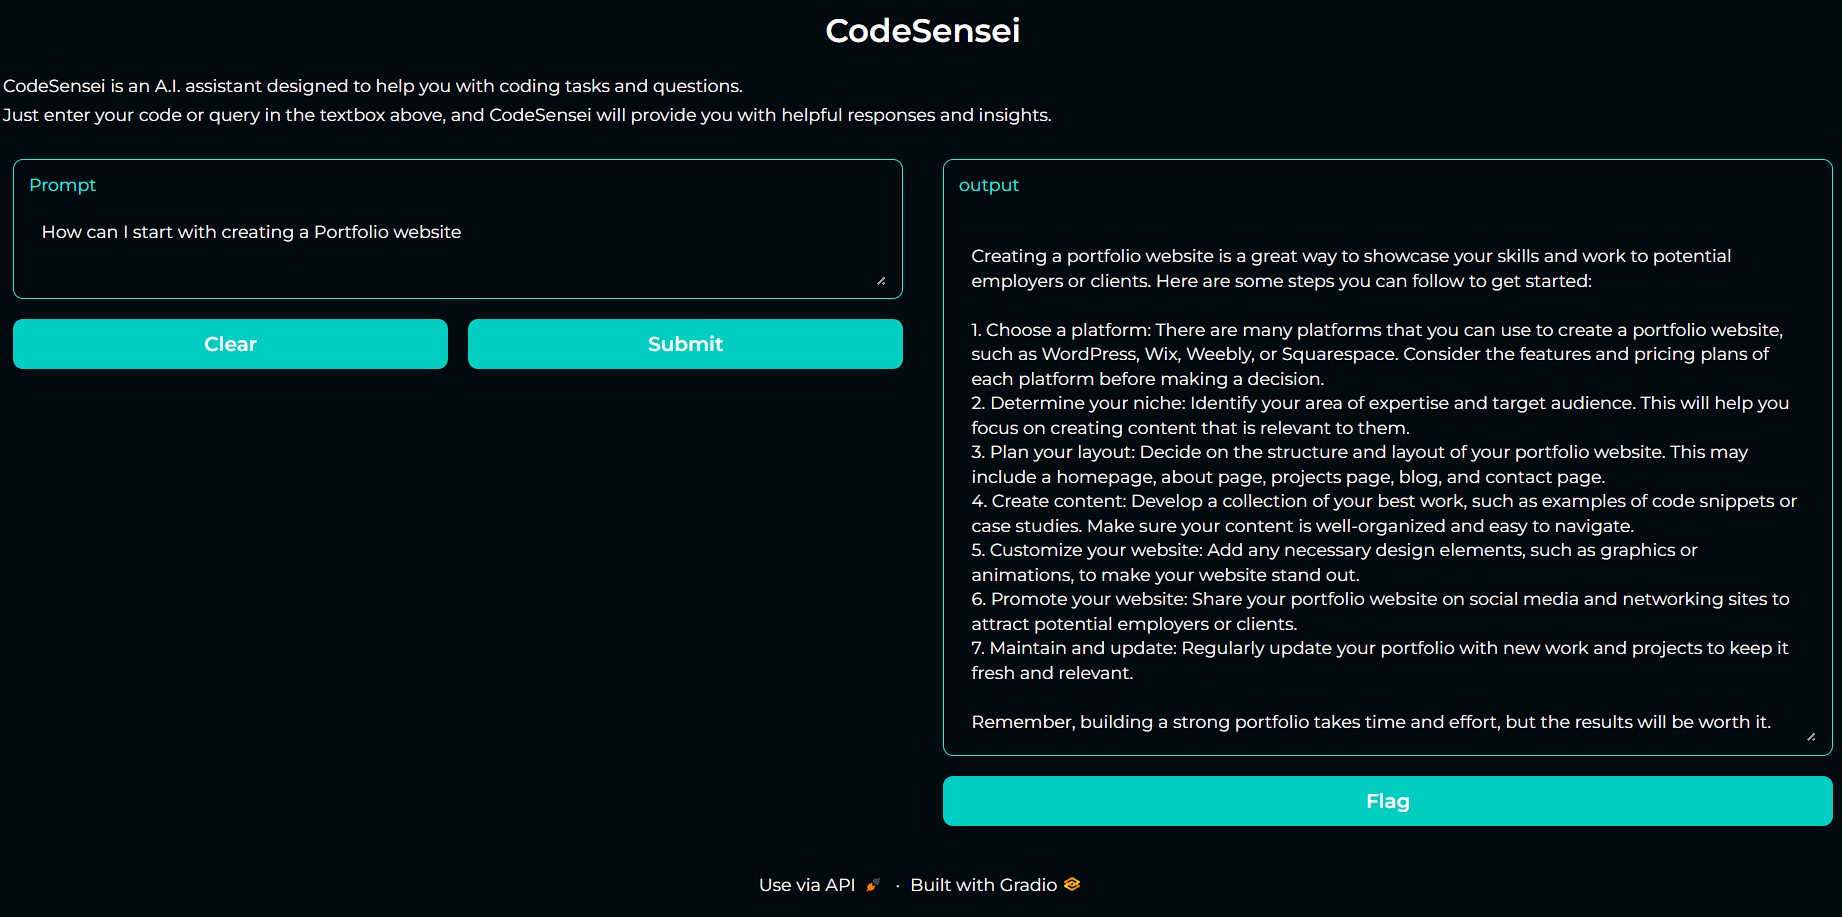 CodeSensei
CodeSensei is an A.I. assistant designed to help you with coding tasks and questions.
Just enter your code or query in the textbox above, and CodeSensei will provide you with helpful responses and insights.
Prompt
How can I start with creating a Portfolio website
Clear
Submit
output
Creating a portfolio website is a great way to showcase your skills and work to potential
employers or clients. Here are some steps you can follow to get started:
1. Choose a platform: There are many platforms that you can use to create a portfolio website,
such as WordPress, Wix, Weebly, or Squarespace. Consider the features and pricing plans of
each platform before making a decision.
2. Determine your niche: Identify your area of expertise and target audience. This will help you
focus on creating content that is relevant to them.
3. Plan your layout: Decide on the structure and layout of your portfolio website. This may
include a homepage, about page, projects page, blog, and contact page.
4. Create content: Develop a collection of your best work, such as examples of code snippets or
case studies. Make sure your content is well-organized and easy to navigate.
5. Customize your website: Add any necessary design elements, such as graphics or
animations, to make your website stand out.
6. Promote your website: Share your portfolio website on social media and networking sites to
attract potential employers or clients.
7. Maintain and update: Regularly update your portfolio with new work and projects to keep it
fresh and relevant.
Remember, building a strong portfolio takes time and effort, but the results will be worth it.
Flag
Use via API · Built with Gradio